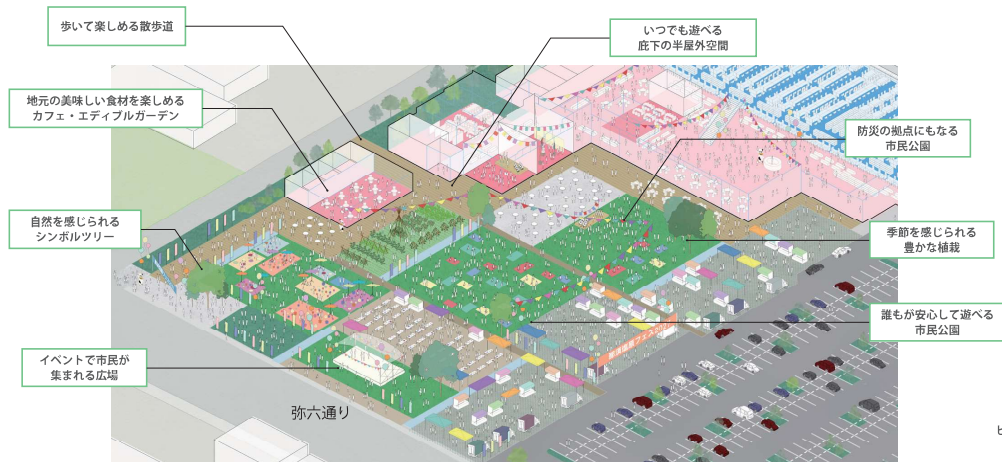 歩いて楽しめる散歩道
いつでも遊べる
庇下の半屋外空間
地元の美味しい食材を楽しめる
カフェ・エディブルガーデン
防災の拠点にもなる
市民公園
自然を感じられる
シンボルツリー
季節を感じられる
豊かな植栽
誰もが安心して遊べる
市民公園
イベントで市民が
集まれる広場
弥六通り